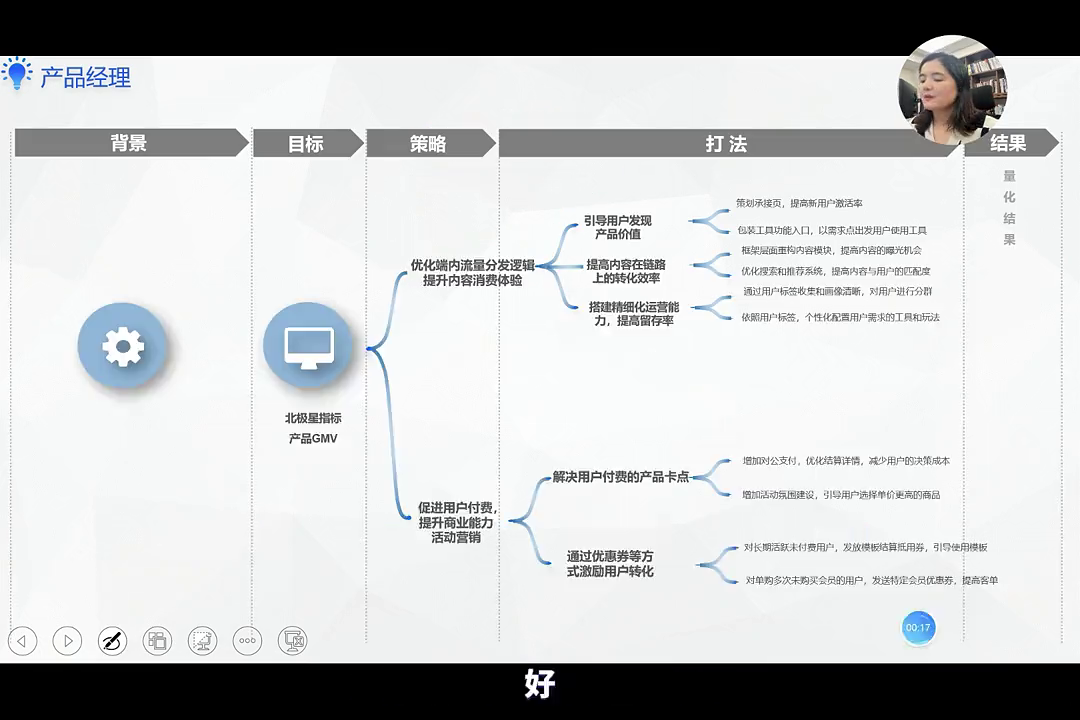 产品经理
背景
目标
策略
打法
结果
量
化
结
果
引导用户发现
产品价值
策划承接页，提高新用户激活率
包装工具功能入口，以需求点出发用户使用工具
优化端内流量分发逻辑
提升内容消费体验
提高内容在链路
上的转化效率
框架层面重构内容模块，提高内容的曝光机会
优化搜索和推荐系统，提高内容与用户的匹配度
搭建精细化运营能
力，提高留存率
通过用户标签收集和画像清晰，对用户进行分群
依照用户标签，个性化配置用户需求的工具和玩法
北极星指标
产品GMV
促进用户付费，
提升商业能力
活动营销
解决用户付费的产品卡点
增加对公支付，优化结算详情，减少用户的决策成本
增加活动氛围建设，引导用户选择单价更高的商品
通过优惠券等方
式激励用户转化
对长期活跃未付费用户，发放模板结算抵用券，引导使用模板
对单购多次未购买会员的用户，发送特定会员优惠券，提高客单
00:17
好